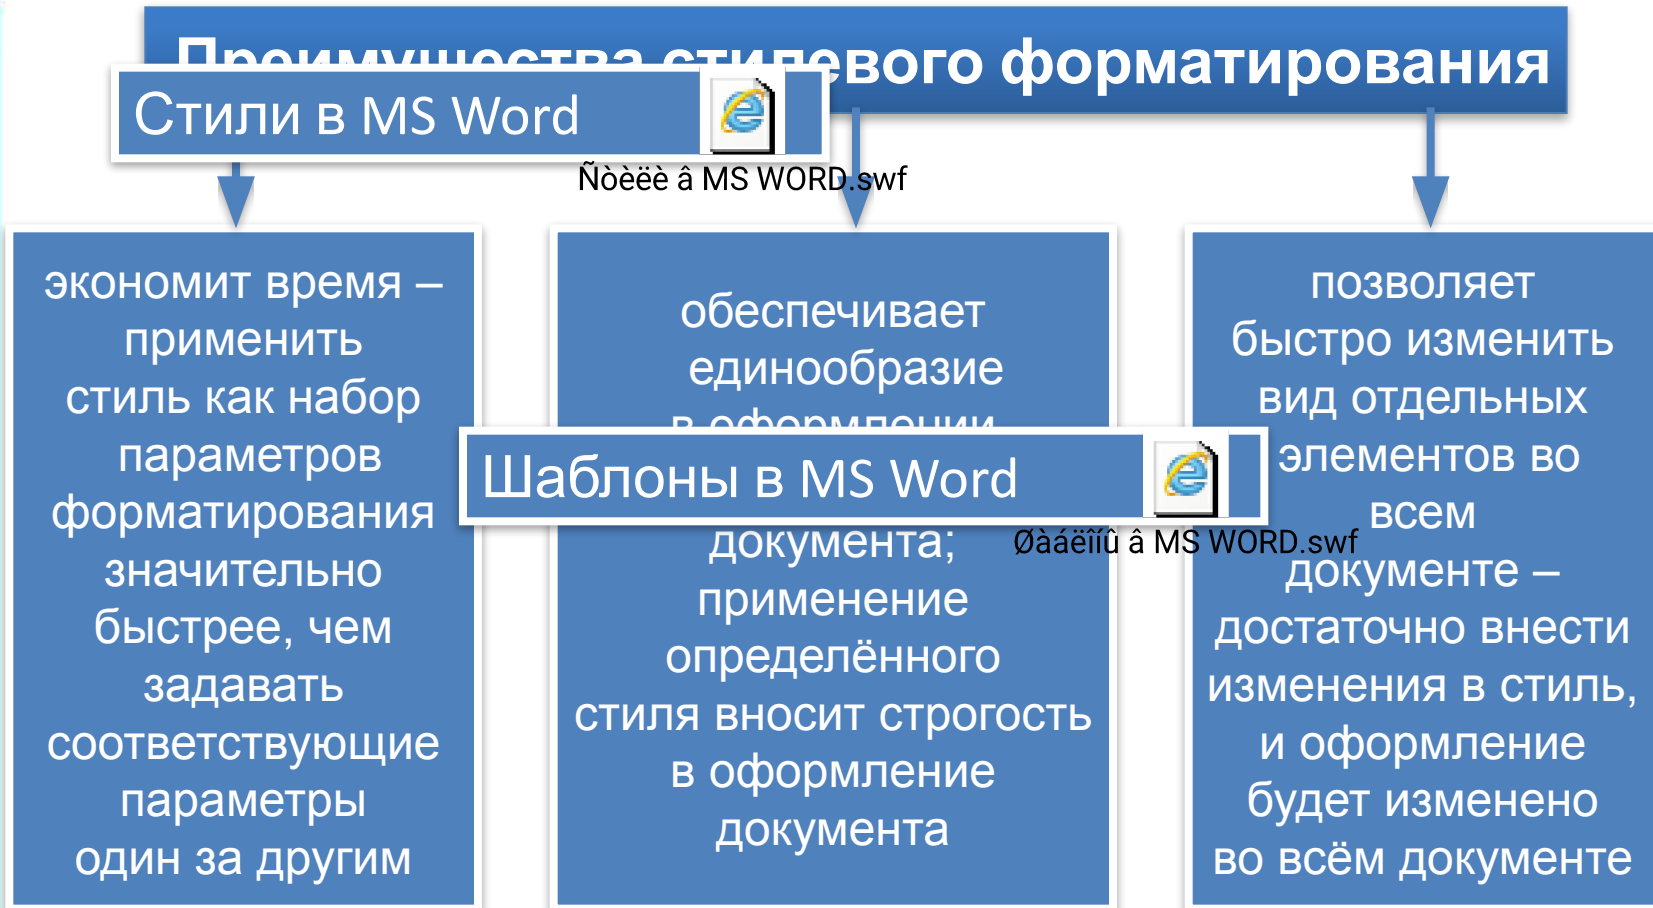 Преимущества стилевого форматирования
Стили в MS Word
Ñòèëè â MS WORD.swf
экономит время –
применить
стиль как набор
параметров
форматирования
значительно
быстрее, чем
задавать
соответствующие
параметры
один за другим
обеспечивает
единообразие
в оформлении
Шаблоны в MS Word
Øàáëîíû â MS WORD.swf
документа;
применение
определённого
стиля вносит строгость
в оформление
документа
позволяет
быстро изменить
вид отдельных
элементов во
всем
документе –
достаточно внести
изменения в стиль,
и оформление
будет изменено
во всём документе